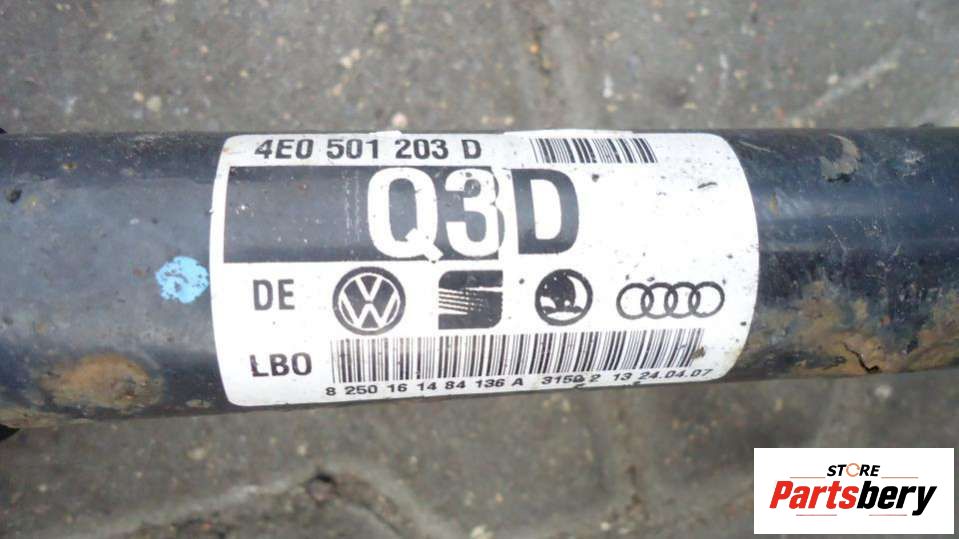 4E0 501 203 D
Q3D
DE
LBO
8 250 16 14 84 136 A 3150 2 13 24.04.07
STORE
Partsbery